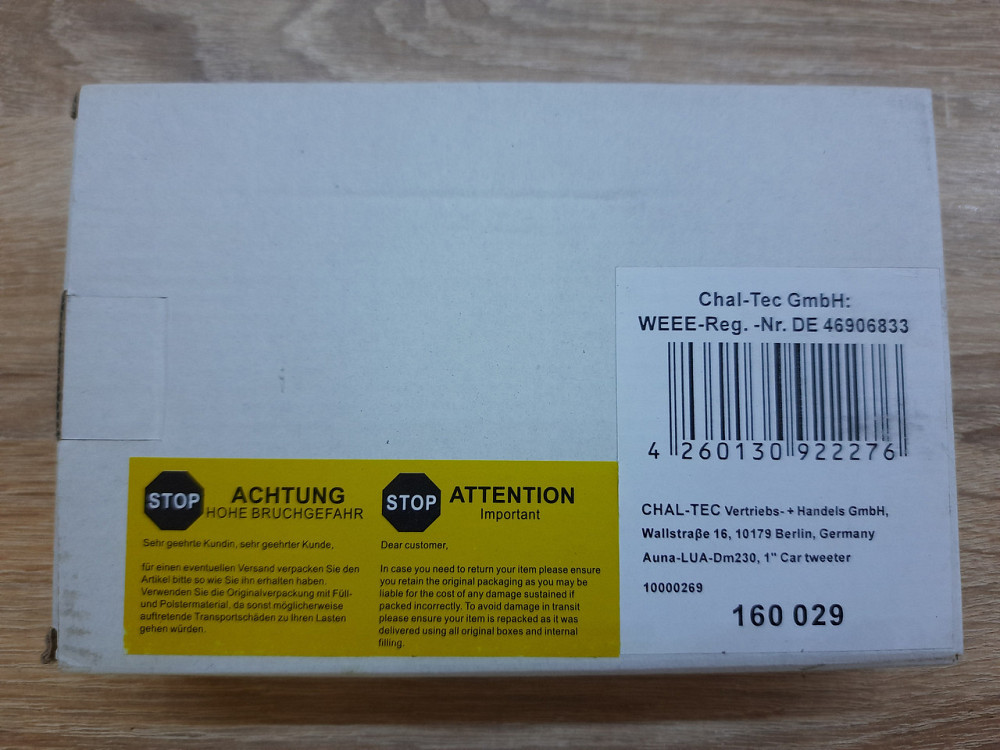 Chal-Tec GmbH:
WEEE-Reg. -Nr. DE 46906833
4 260130 922276
CHAL-TEC Vertriebs- + Handels GmbH,
Wallstraße 16, 10179 Berlin, Germany
Auna-LUA-Dm230, 1" Car tweeter
10000269
160 029
STOP
ACHTUNG
HOHE BRUCHGEFAHR
Sehr geehrte Kundin, sehr geehrter Kunde,
für einen eventuellen Versand verpacken Sie den
Artikel bitte so wie Sie ihn erhalten haben.
Verwenden Sie die Originalverpackung mit Füll-
und Polstermaterial, da sonst möglicherweise
auftretende Transportschäden zu Ihren Lasten
gehen würden.
STOP
ATTENTION
Important
Dear customer,
In case you need to return your item please ensure
you retain the original packaging as you may be
liable for the cost of any damage sustained if
packed incorrectly. To avoid damage in transit
please ensure your item is repacked as it was
delivered using all original boxes and internal
filling.